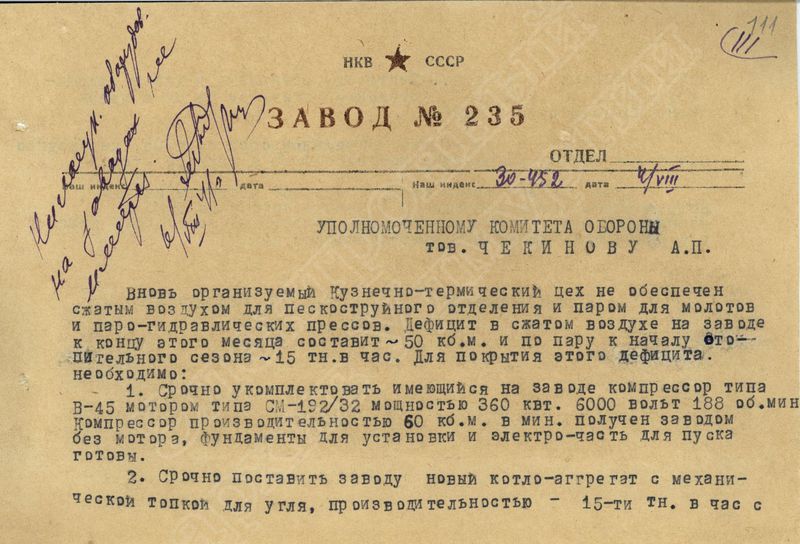 111
III
НКВ СССР
ЗАВОД № 235
ОТДЕЛ
на заводах
Ваш индекс дата Наш индекс 30-452 дата 4/VIII
УПОЛНОМОЧЕННОМУ КОМИТЕТА ОБОРОНЫ
тов. ЧЕКИНОВУ А.П.
Вновь организуемый Кузнечно-термический цех не обеспечен
сжатым воздухом для пескоструйного отделения и паром для молотов
и паро-гидравлических прессов. Дефицит в сжатом воздухе на заводе
к концу этого месяца составит ~ 50 кб.м. и по пару к началу ото-
пительного сезона ~ 15 тн.в час. Для покрытия этого дефицита.
необходимо:
1. Срочно укомплектовать имеющийся на заводе компрессор типа
В-45 мотором типа СМ-192/32 мощностью 360 квт. 6000 вольт 188 об.мин
Компрессор производительностью 60 кб.м. в мин. получен заводом
без мотора, фундаменты для установки и электро-часть для пуска
готовы.
2. Срочно поставить заводу новый котло-аггрегат с механи-
ческой топкой для угля, производительностью - 15-ти тн. в час с